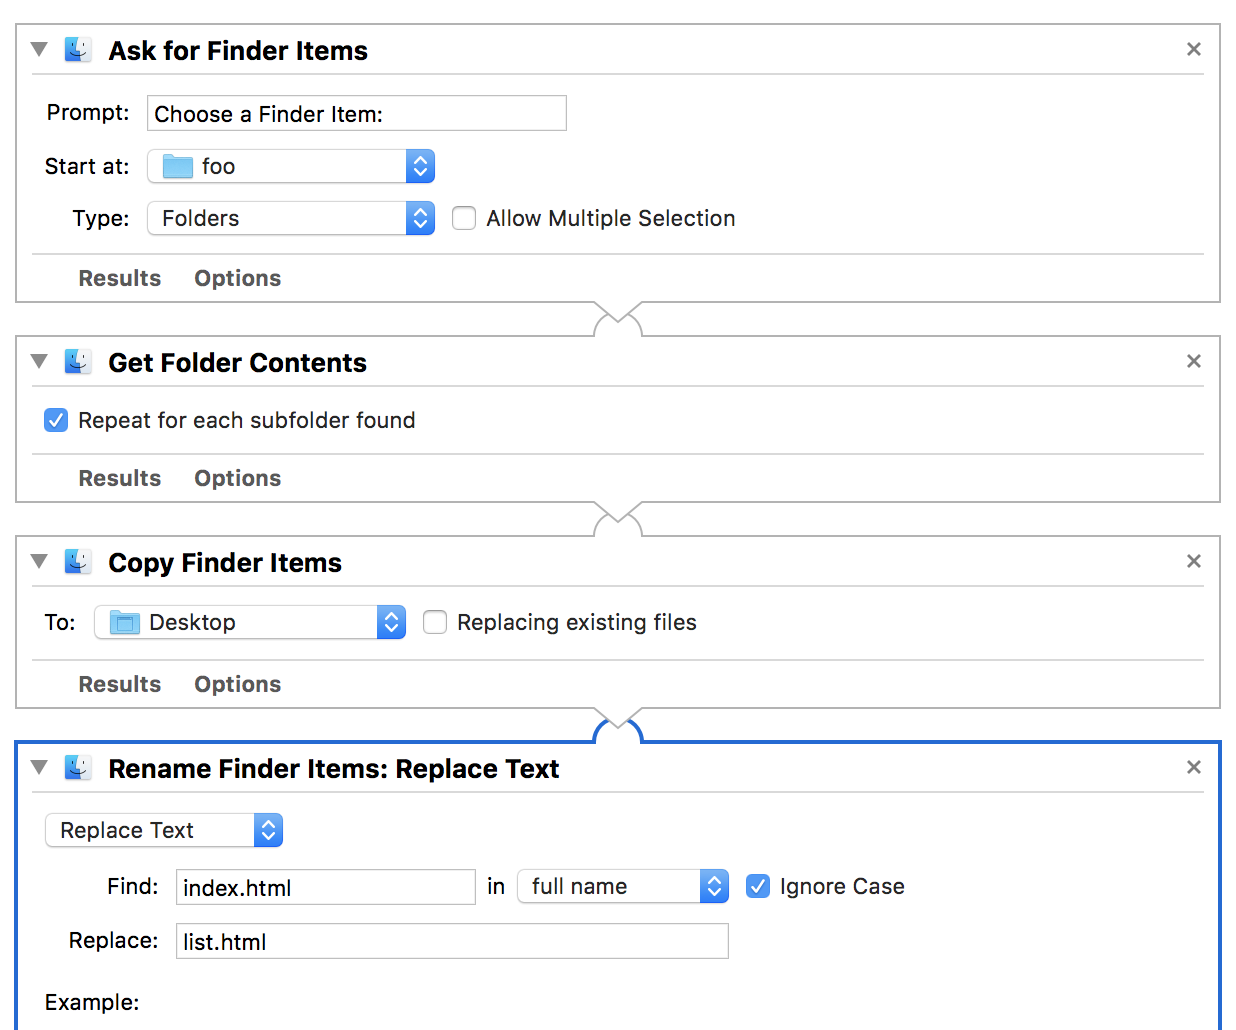 Ask for Finder Items
Prompt: Choose a Finder Item:
Start at: foo
Type: Folders Allow Multiple Selection
Results Options
Get Folder Contents
Repeat for each subfolder found
Results Options
Copy Finder Items
To: Desktop Replacing existing files
Results Options
Rename Finder Items: Replace Text
Replace Text
Find: index.html in full name Ignore Case
Replace: list.html
Example: